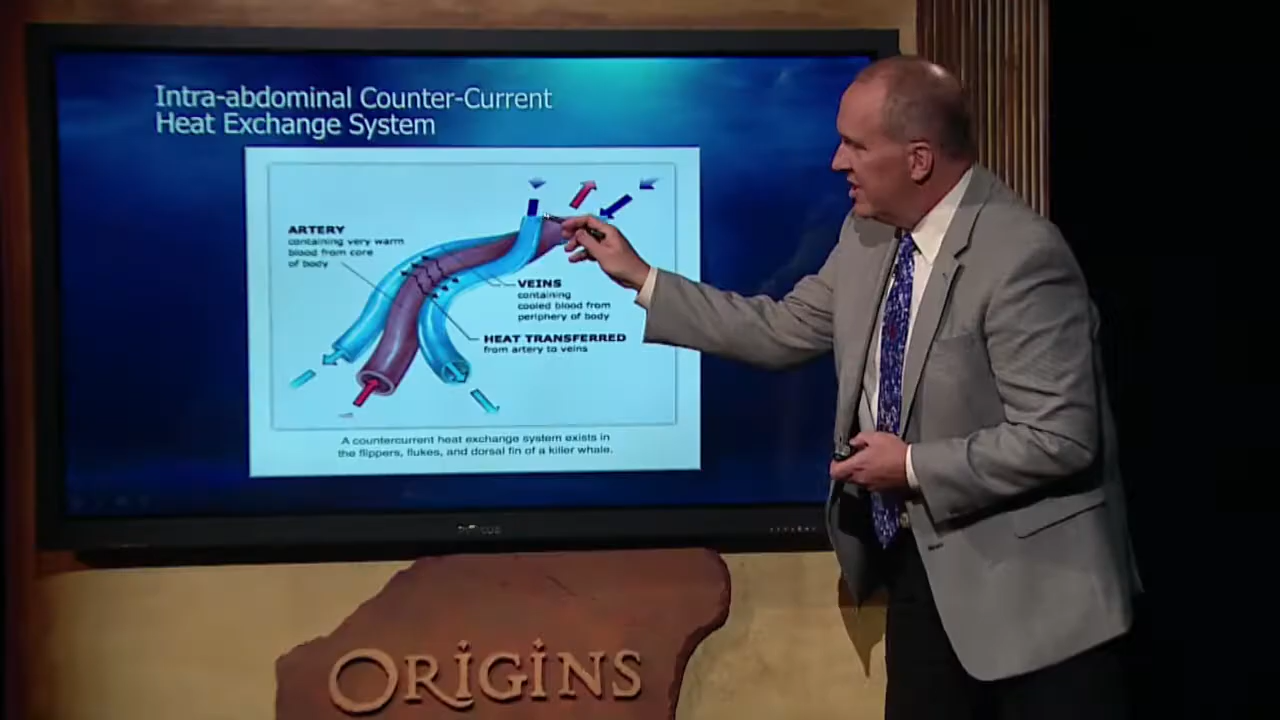 Intra-abdominal Counter-Current
Heat Exchange System
ARTERY
containing very warm
blood from core
of body
VEINS
containing
cooled blood from
periphery of body
HEAT TRANSFERRED
from artery to veins
A countercurrent heat exchange system exists in
the flippers, flukes, and dorsal fin of a killer whale.
ORIGINS